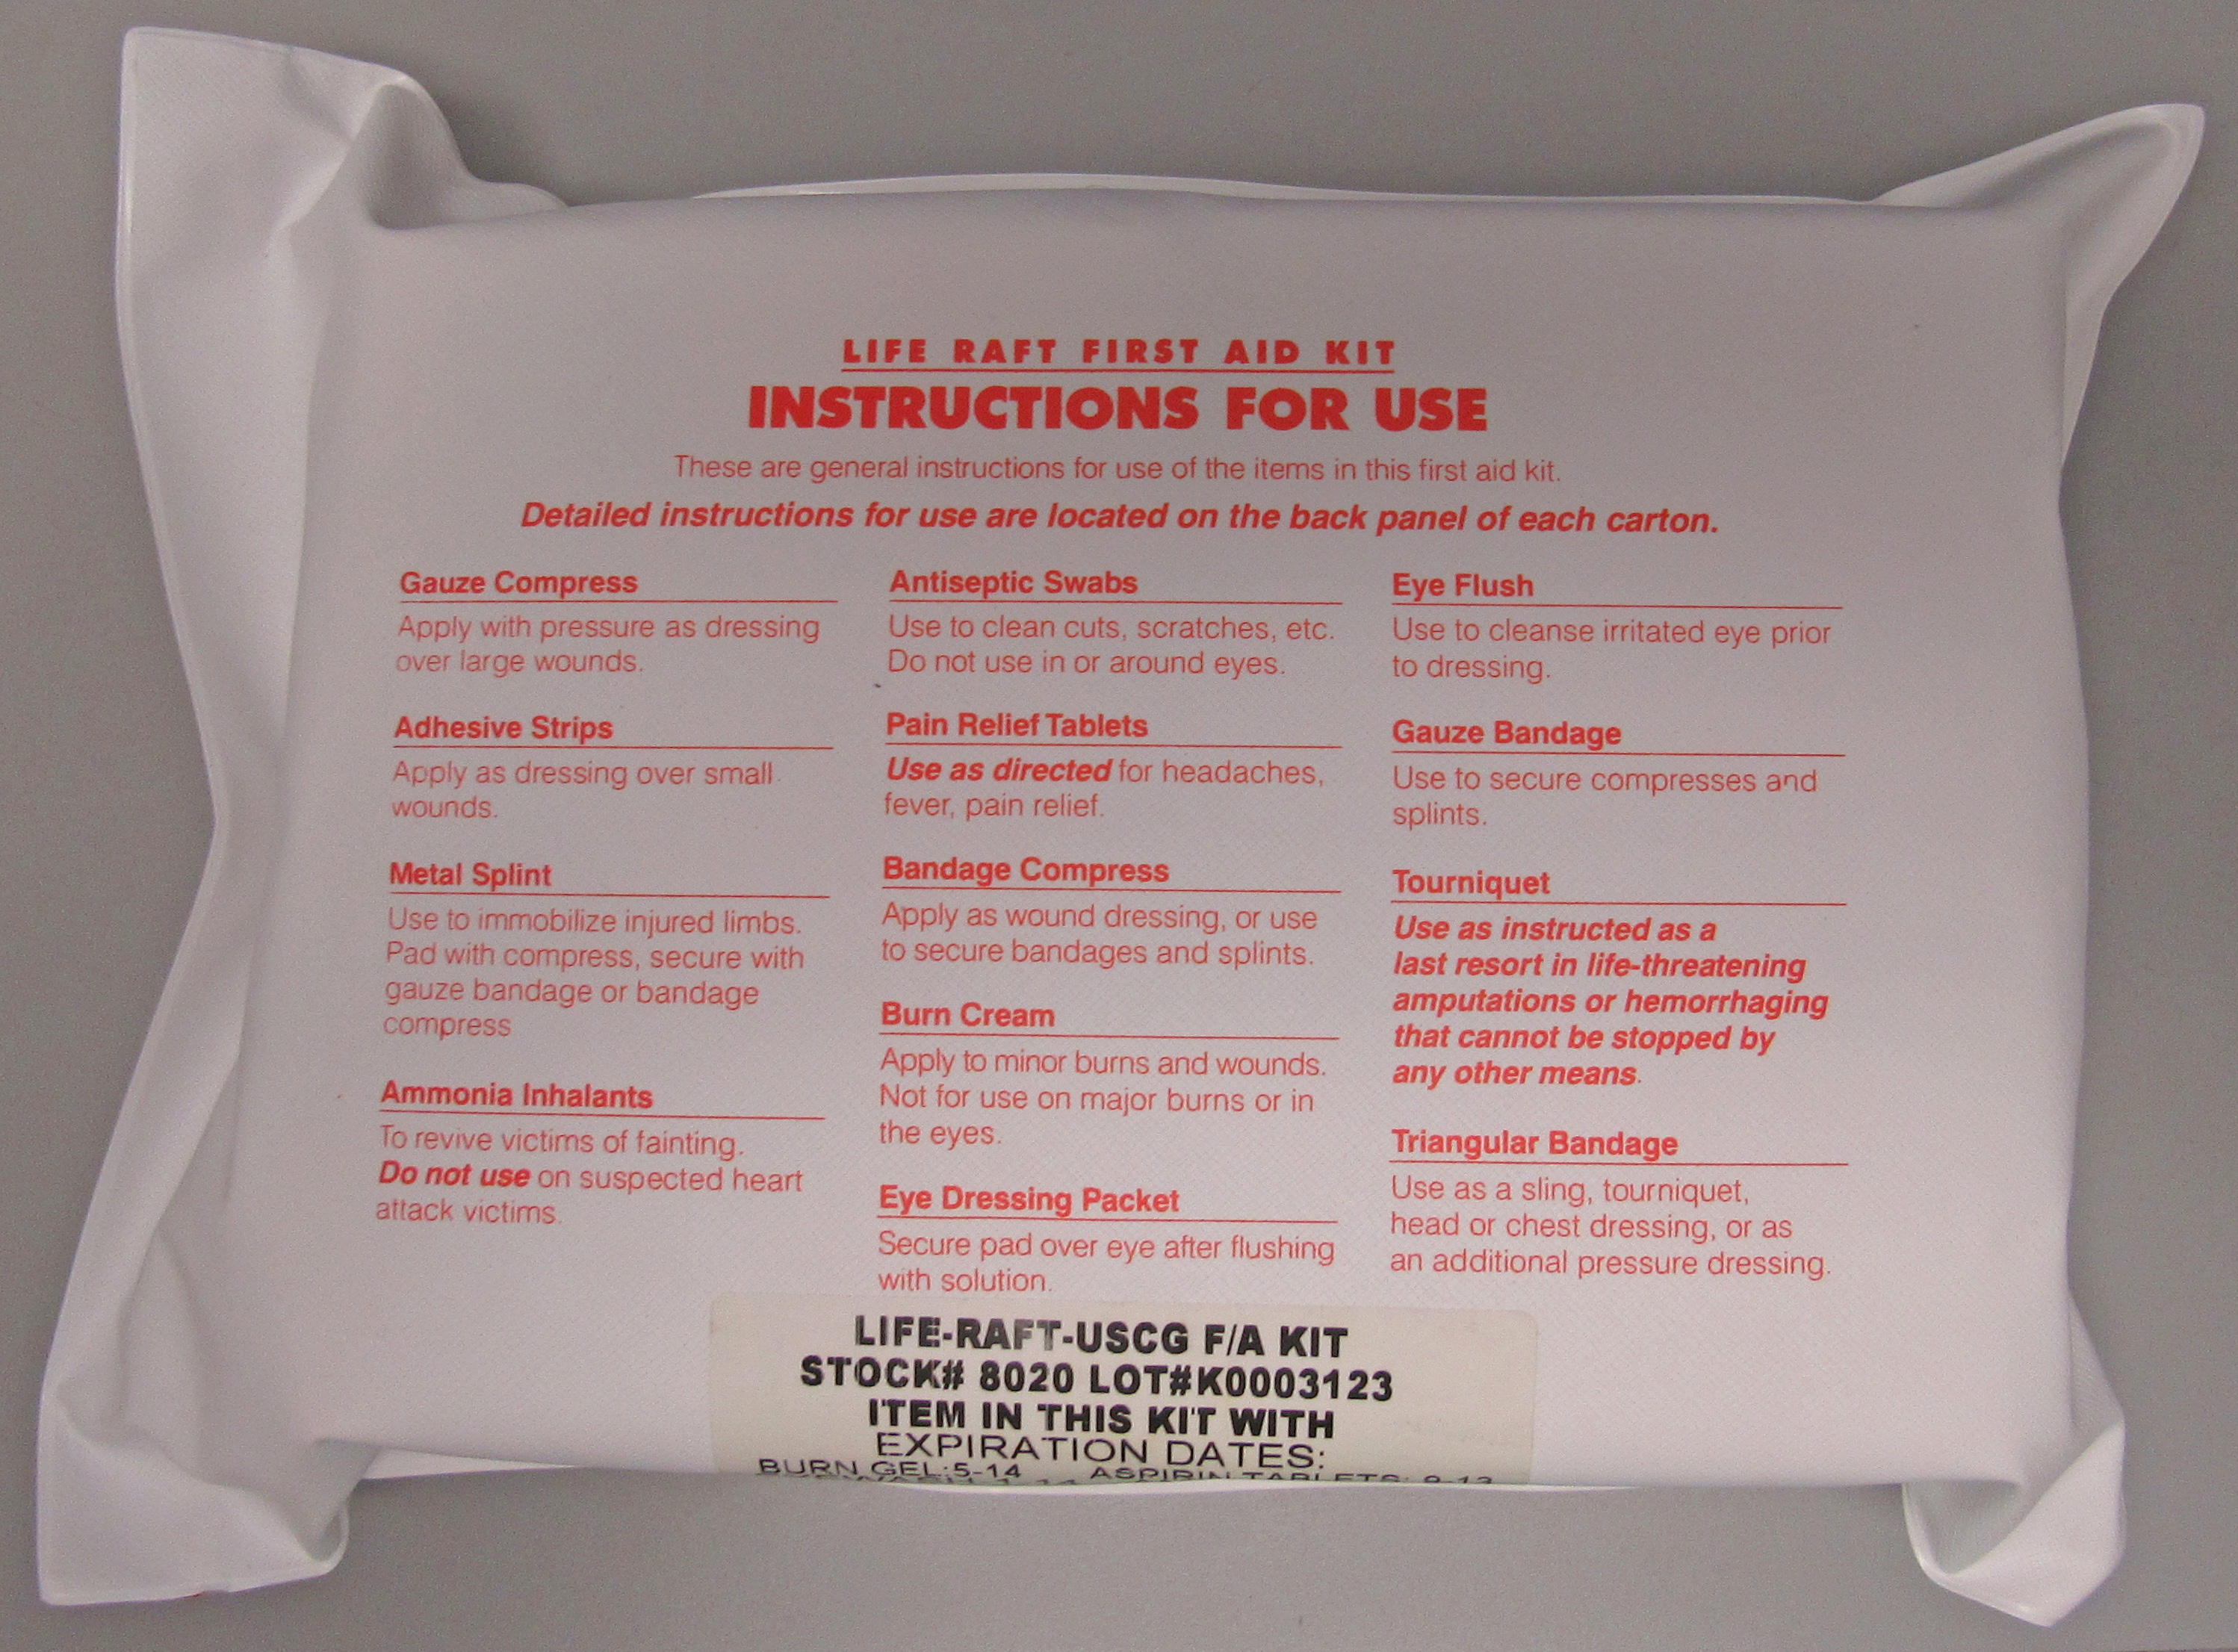 LIFE RAFT FIRST AID KIT
INSTRUCTIONS FOR USE
These are general instructions for use of the items in this first aid kit.
Detailed instructions for use are located on the back panel of each carton.
Gauze Compress
Apply with pressure as dressing
over large wounds.
Adhesive Strips
Apply as dressing over small
wounds.
Metal Splint
Use to immobilize injured limbs.
Pad with compress, secure with
gauze bandage or bandage
compress
Ammonia Inhalants
To revive victims of fainting.
Do not use on suspected heart
attack victims.
Antiseptic Swabs
Use to clean cuts, scratches, etc.
Do not use in or around eyes.
Pain Relief Tablets
Use as directed for headaches,
fever, pain relief.
Bandage Compress
Apply as wound dressing, or use
to secure bandages and splints.
Burn Cream
Apply to minor burns and wounds.
Not for use on major burns or in
the eyes.
Eye Dressing Packet
Secure pad over eye after flushing
with solution.
Eye Flush
Use to cleanse irritated eye prior
to dressing.
Gauze Bandage
Use to secure compresses and
splints.
Tourniquet
Use as instructed as a
last resort in life-threatening
amputations or hemorrhaging
that cannot be stopped by
any other means.
Triangular Bandage
Use as a sling, tourniquet,
head or chest dressing, or as
an additional pressure dressing.
LIFE-RAFT-USCG F/A KIT
STOCK# 8020 LOT#K0003123
ITEM IN THIS KIT WITH
EXPIRATION DATES:
BURN GEL:5-14 ASPIRIN TABLETS: